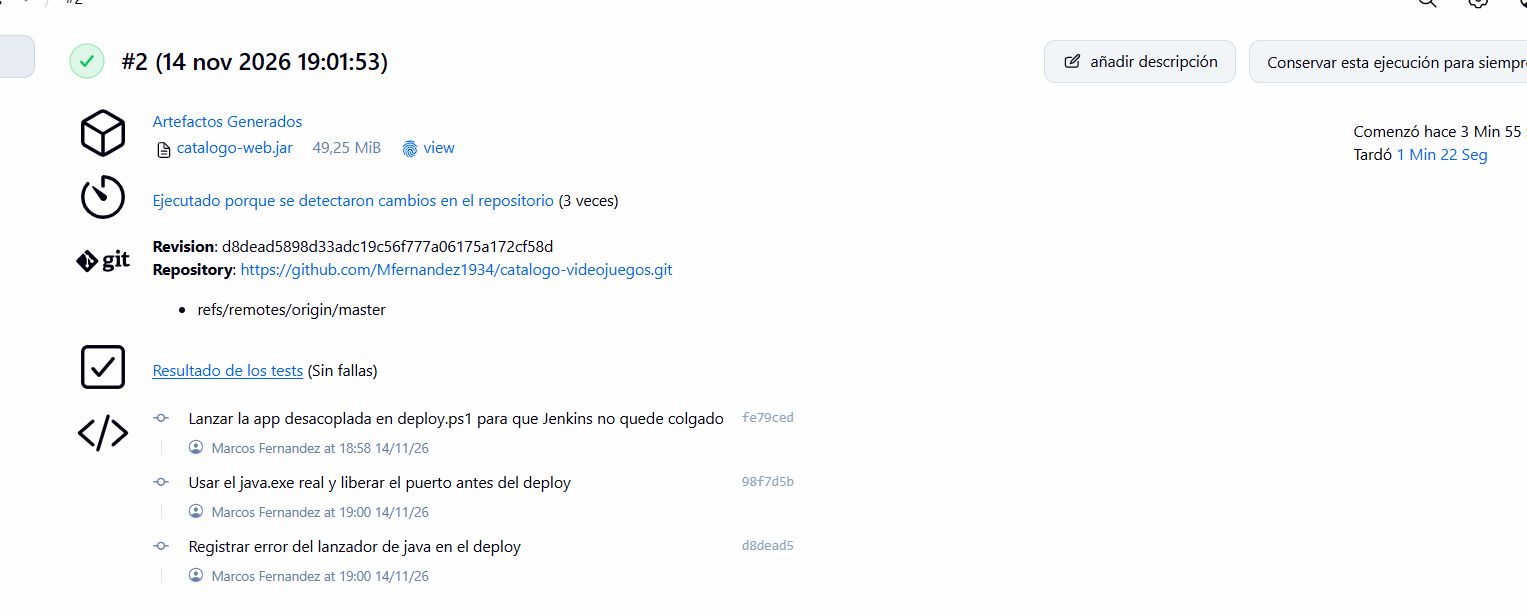 #2
#2 (14 nov 2026 19:01:53)
añadir descripción
Conservar esta ejecución para siempre
Artefactos Generados
catalogo-web.jar 49,25 MiB view
Comenzó hace 3 Min 55
Tardó 1 Min 22 Seg
Ejecutado porque se detectaron cambios en el repositorio (3 veces)
git
Revision: d8dead5898d33adc19c56f777a06175a172cf58d
Repository: https://github.com/Mfernandez1934/catalogo-videojuegos.git
refs/remotes/origin/master
Resultado de los tests (Sin fallas)
Lanzar la app desacoplada en deploy.ps1 para que Jenkins no quede colgado fe79ced
Marcos Fernandez at 18:58 14/11/26
Usar el java.exe real y liberar el puerto antes del deploy 98f7d5b
Marcos Fernandez at 19:00 14/11/26
Registrar error del lanzador de java en el deploy d8dead5
Marcos Fernandez at 19:00 14/11/26